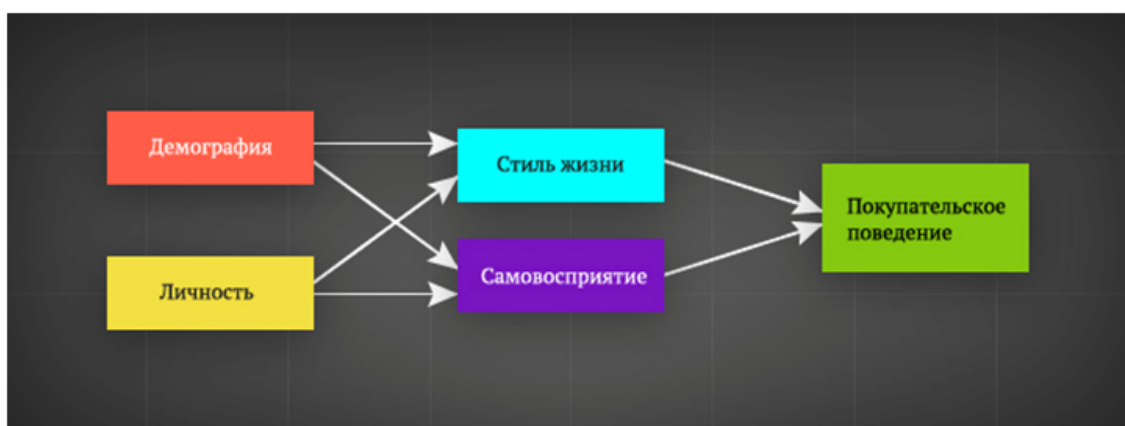 Демография
Стиль жизни
Личность
Самовосприятие
Покупательское
поведение